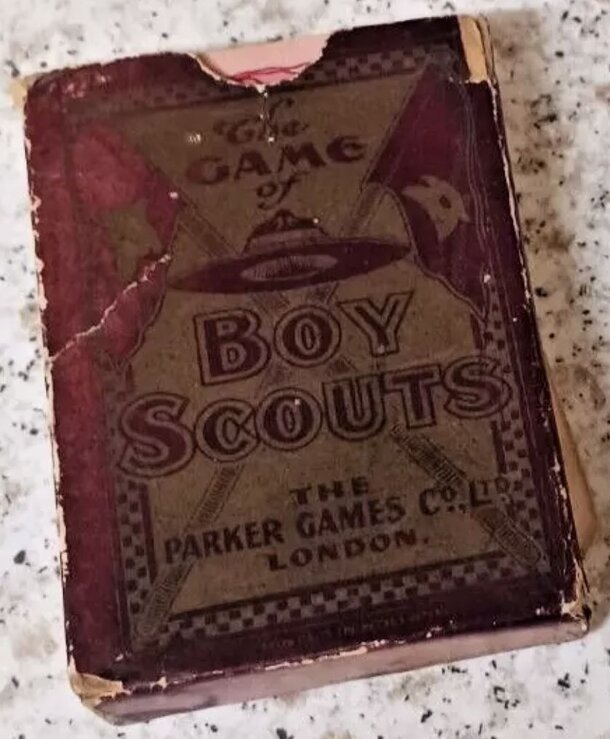 The
GAME
of
BOY
SCOUTS
THE
PARKER GAMES Co., LTD.
LONDON.